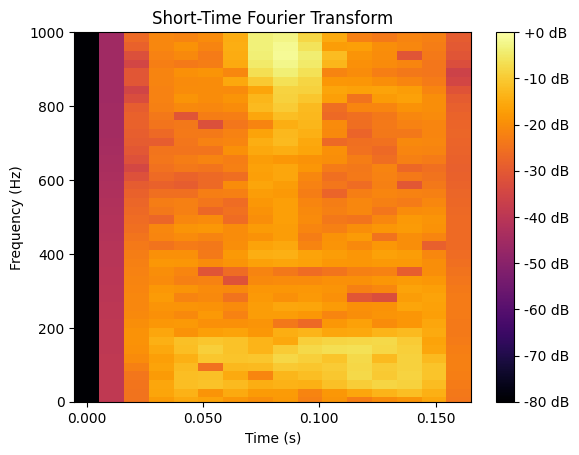 Short-Time Fourier Transform
1000
800
600
400
200
0
Frequency (Hz)
0.000
0.050
0.100
0.150
Time (s)
+0 dB
-10 dB
-20 dB
-30 dB
-40 dB
-50 dB
-60 dB
-70 dB
-80 dB